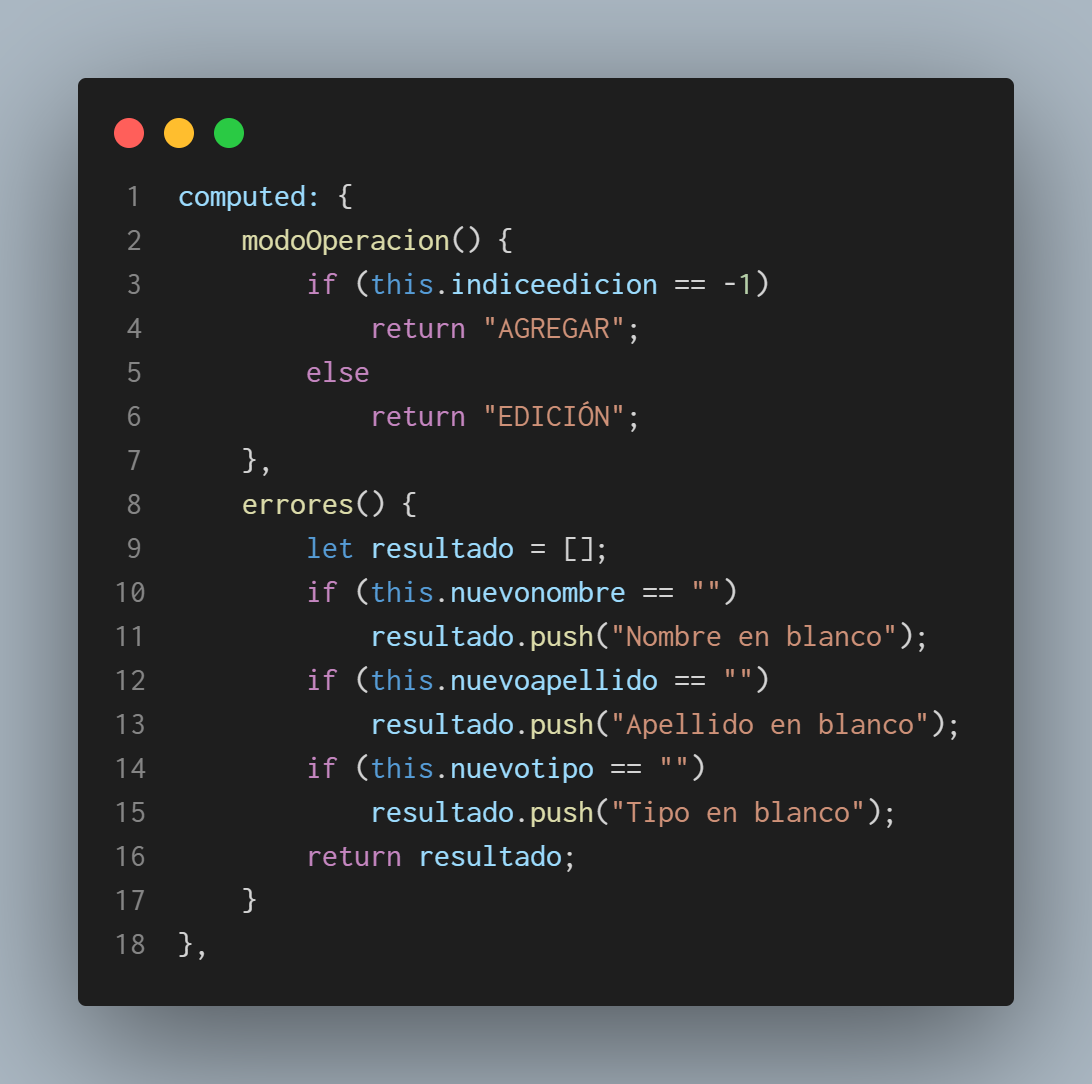 1 computed: {
2     modoOperacion() {
3         if (this.indiceedicion == -1)
4             return "AGREGAR";
5         else
6             return "EDICIÓN";
7     },
8     errores() {
9         let resultado = [];
10         if (this.nuevonombre == "")
11             resultado.push("Nombre en blanco");
12         if (this.nuevoapellido == "")
13             resultado.push("Apellido en blanco");
14         if (this.nuevotipo == "")
15             resultado.push("Tipo en blanco");
16         return resultado;
17     }
18 },